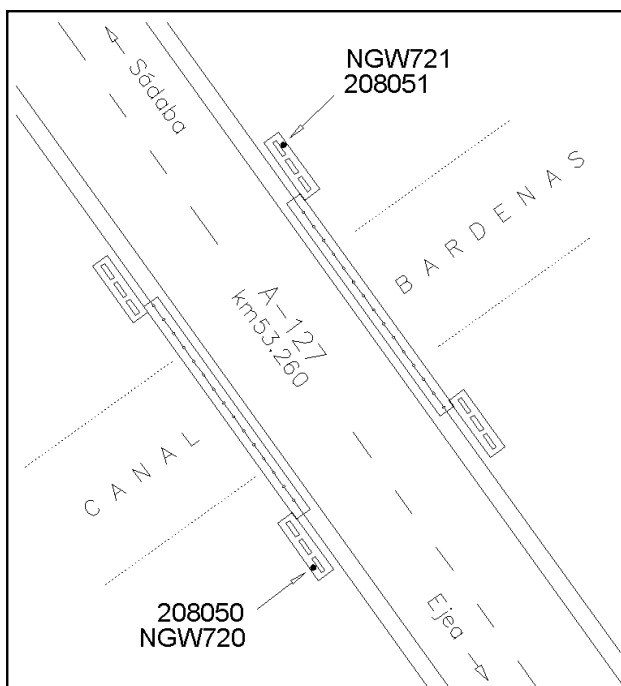 NGW721
208051
Sádaba
BARDENAS
A-127
km53.260
CANAL
208050
NGW720
Ejea